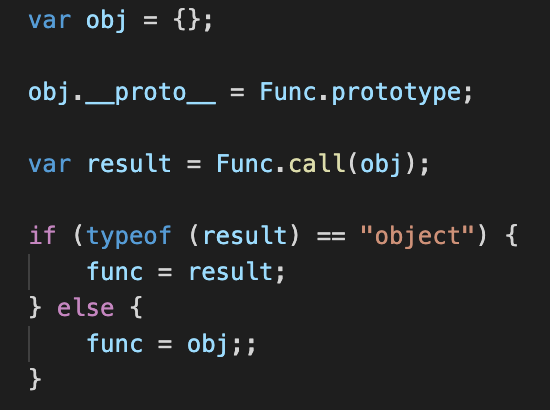 var obj = {};
obj.__proto__ = Func.prototype;
var result = Func.call(obj);
if (typeof (result) == "object") {
    func = result;
} else {
    func = obj;;
}